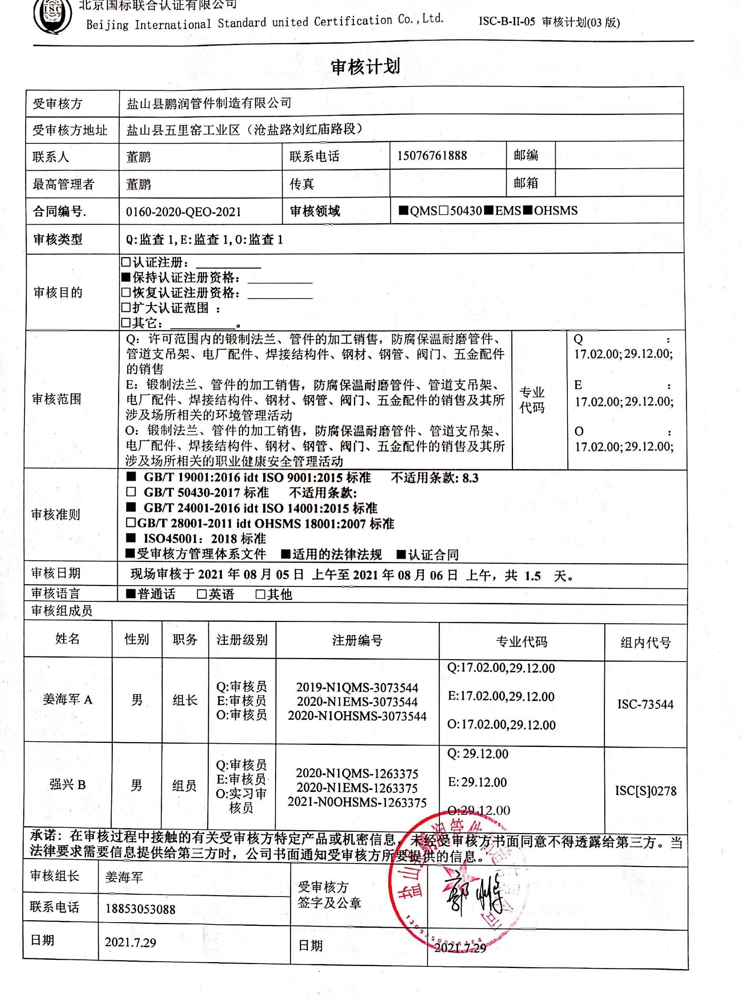 北京国标联合认证有限公司
Beijing International Standard united Certification Co.,Ltd. ISC-B-II-05 审核计划(03版)
ISC
审核计划
受审核方 盐山县鹏润管件制造有限公司
受审核方地址 盐山县五里窑工业区（沧盐路刘红庙路段）
联系人 董鹏 联系电话 15076761888 邮编
最高管理者 董鹏 传真 邮箱
合同编号. 0160-2020-QEO-2021 审核领域 ■QMS□50430■EMS■OHSMS
审核类型 Q:监查1,E:监查1,O:监查1
审核目的
□认证注册：
■保持认证注册资格：
□恢复认证注册资格：
□扩大认证范围 ：
□其它： 。
审核范围
Q：许可范围内的锻制法兰、管件的加工销售，防腐保温耐磨管件、
管道支吊架、电厂配件、焊接结构件、钢材、钢管、阀门、五金配件
的销售
E：锻制法兰、管件的加工销售，防腐保温耐磨管件、管道支吊架、
电厂配件、焊接结构件、钢材、钢管、阀门、五金配件的销售及其所
涉及场所相关的环境管理活动
O：锻制法兰、管件的加工销售，防腐保温耐磨管件、管道支吊架、
电厂配件、焊接结构件、钢材、钢管、阀门、五金配件的销售及其所
涉及场所相关的职业健康安全管理活动
专业
代码
Q ：
17.02.00;29.12.00;
E ：
17.02.00;29.12.00;
O ：
17.02.00;29.12.00;
审核准则
■ GB/T 19001:2016 idt ISO 9001:2015 标准 不适用条款: 8.3
□ GB/T 50430-2017 标准 不适用条款:
■ GB/T 24001-2016 idt ISO 14001:2015 标准
□GB/T 28001-2011 idt OHSMS 18001:2007 标准
■ ISO45001：2018 标准
■受审核方管理体系文件 ■适用的法律法规 ■认证合同
审核日期 现场审核于 2021 年 08 月 05 日 上午至 2021 年 08 月 06 日 上午，共 1.5 天。
审核语言 ■普通话 □英语 □其他
审核组成员
姓名 性别 职务 注册级别 注册编号 专业代码 组内代号
姜海军 A 男 组长
Q:审核员
E:审核员
O:审核员
2019-N1QMS-3073544
2020-N1EMS-3073544
2020-N1OHSMS-3073544
Q:17.02.00,29.12.00
E:17.02.00,29.12.00
O:17.02.00,29.12.00
ISC-73544
强兴 B 男 组员
Q:审核员
E:审核员
O:实习审
核员
2020-N1QMS-1263375
2020-N1EMS-1263375
2021-N0OHSMS-1263375
Q: 29.12.00
E: 29.12.00
O:29.12.00
ISC[S]0278
承诺：在审核过程中接触的有关受审核方特定产品或机密信息，未经受审核方书面同意不得透露给第三方。当
法律要求需要信息提供给第三方时，公司书面通知受审核方所要提供的信息。
审核组长 姜海军
联系电话 18853053088
日期 2021.7.29
受审核方
签字及公章
日期 2021.7.29
盐山县鹏润管件制造有限公司